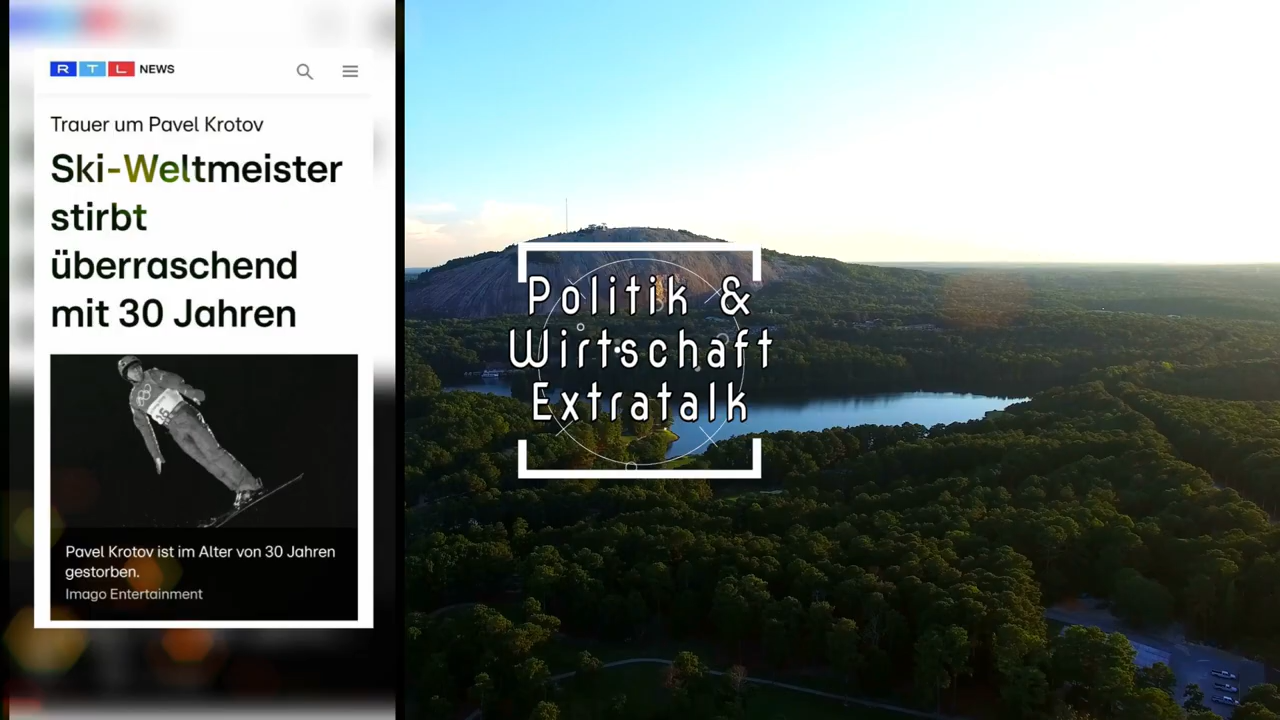 RTL NEWS
Trauer um Pavel Krotov
Ski-Weltmeister
stirbt
überraschend
mit 30 Jahren
Pavel Krotov ist im Alter von 30 Jahren
gestorben.
Imago Entertainment
Politik &
Wirtschaft
Extratalk